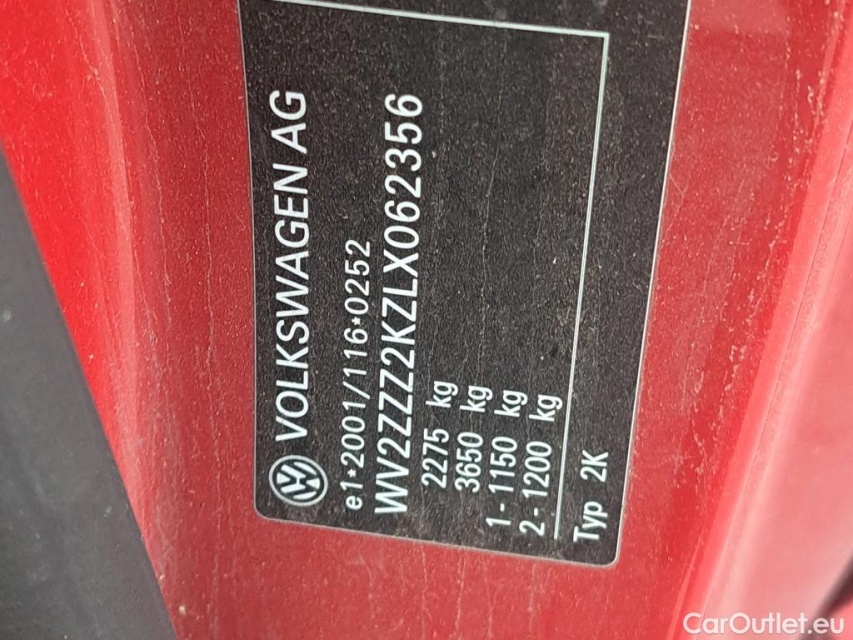 VOLKSWAGEN AG
e1*2001/116*0252
WV2ZZZ2KZLX062356
2275 kg
3650 kg
1- 1150 kg
2- 1200 kg
Typ 2K
CarOutlet.eu